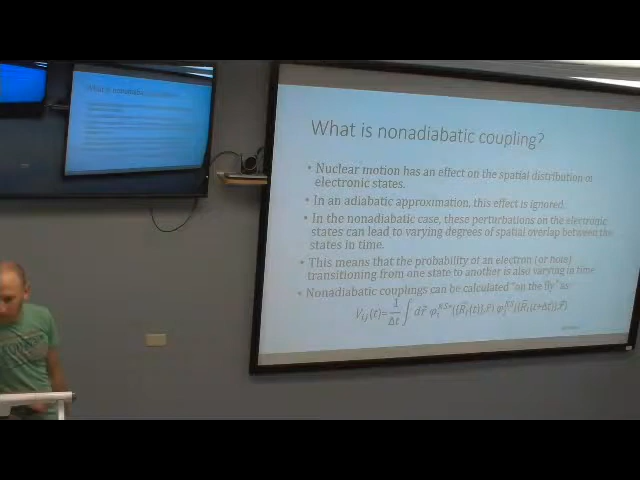 What is nonadiabatic coupling?
• Nuclear motion has an effect on the spatial distribution of
electronic states.
• In an adiabatic approximation, this effect is ignored.
• In the nonadiabatic case, these perturbations on the electronic
states can lead to varying degrees of spatial overlap between the
states in time.
• This means that the probability of an electron (or hole)
transitioning from one state to another is also varying in time.
• Nonadiabatic couplings can be calculated "on the fly" as
What is nonadiabatic